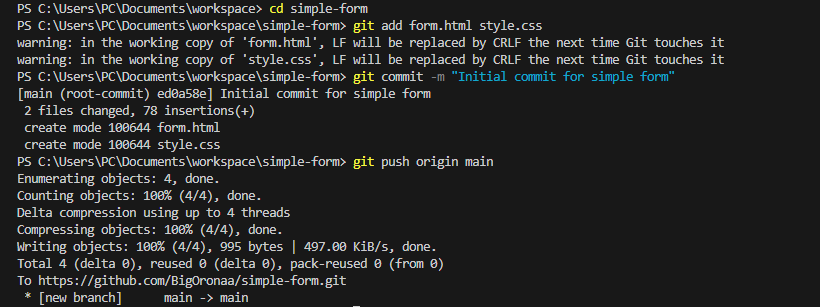 PS C:\Users\PC\Documents\workspace> cd simple-form
PS C:\Users\PC\Documents\workspace\simple-form> git add form.html style.css
warning: in the working copy of 'form.html', LF will be replaced by CRLF the next time Git touches it
warning: in the working copy of 'style.css', LF will be replaced by CRLF the next time Git touches it
PS C:\Users\PC\Documents\workspace\simple-form> git commit -m "Initial commit for simple form"
[main (root-commit) ed0a58e] Initial commit for simple form
 2 files changed, 78 insertions(+)
 create mode 100644 form.html
 create mode 100644 style.css
PS C:\Users\PC\Documents\workspace\simple-form> git push origin main
Enumerating objects: 4, done.
Counting objects: 100% (4/4), done.
Delta compression using up to 4 threads
Compressing objects: 100% (4/4), done.
Writing objects: 100% (4/4), 995 bytes | 497.00 KiB/s, done.
Total 4 (delta 0), reused 0 (delta 0), pack-reused 0 (from 0)
To https://github.com/BigOronaa/simple-form.git
 * [new branch]      main -> main